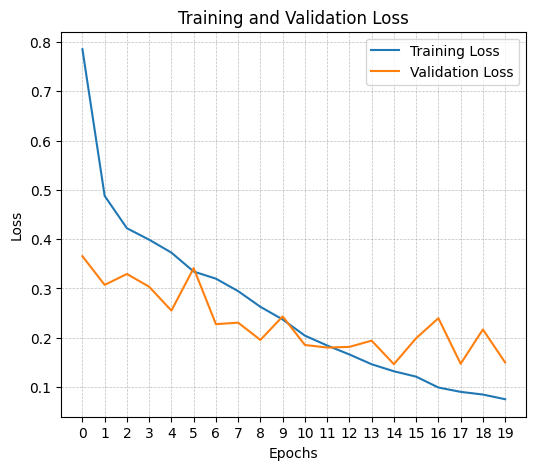 Training and Validation Loss
Training Loss
Validation Loss
0.8
0.7
0.6
0.5
0.4
0.3
0.2
0.1
Loss
0 1 2 3 4 5 6 7 8 9 10 11 12 13 14 15 16 17 18 19
Epochs